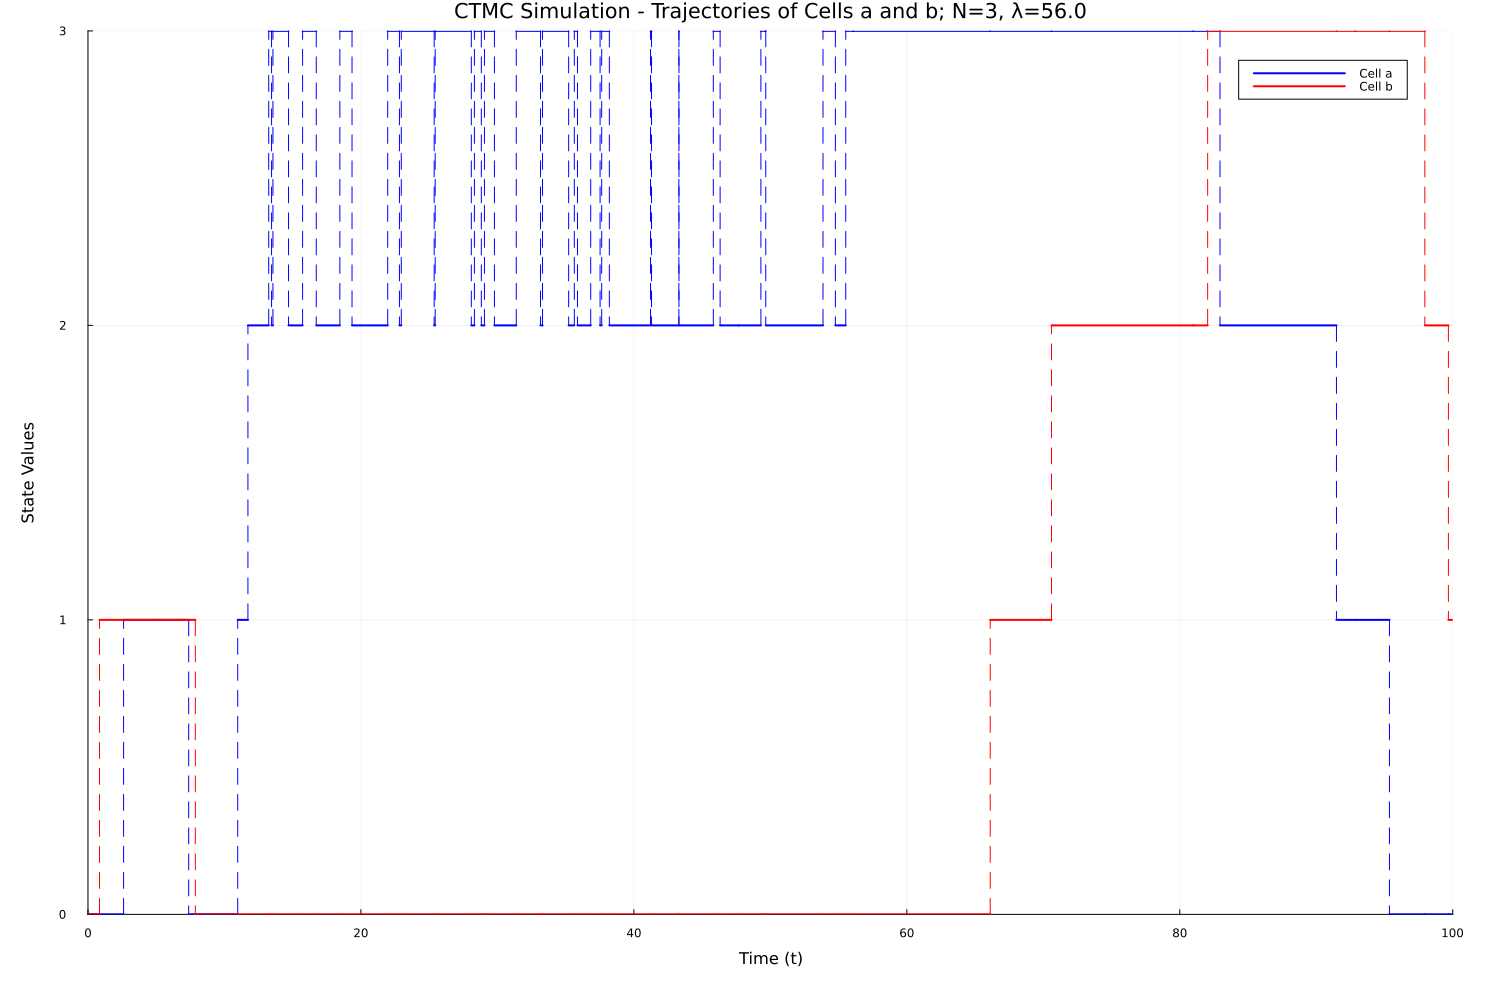 CTMC Simulation - Trajectories of Cells a and b; N=3, λ=56.0
3
Cell a
Cell b
2
State Values
1
0
0 20 40 60 80 100
Time (t)